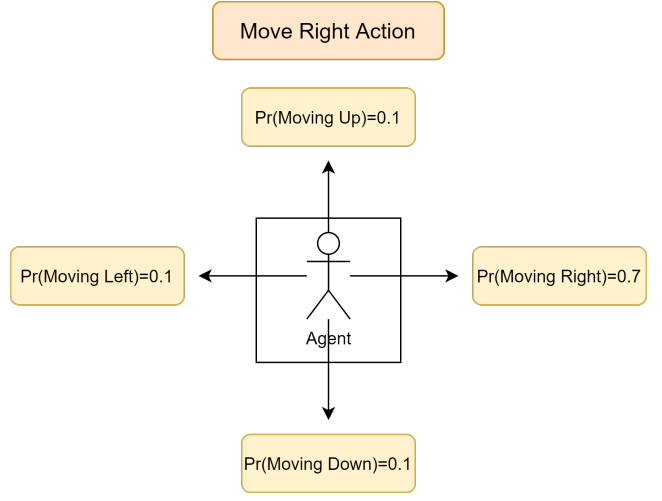 Move Right Action
Pr(Moving Up)=0.1
Pr(Moving Left)=0.1
Pr(Moving Right)=0.7
Agent
Pr(Moving Down)=0.1